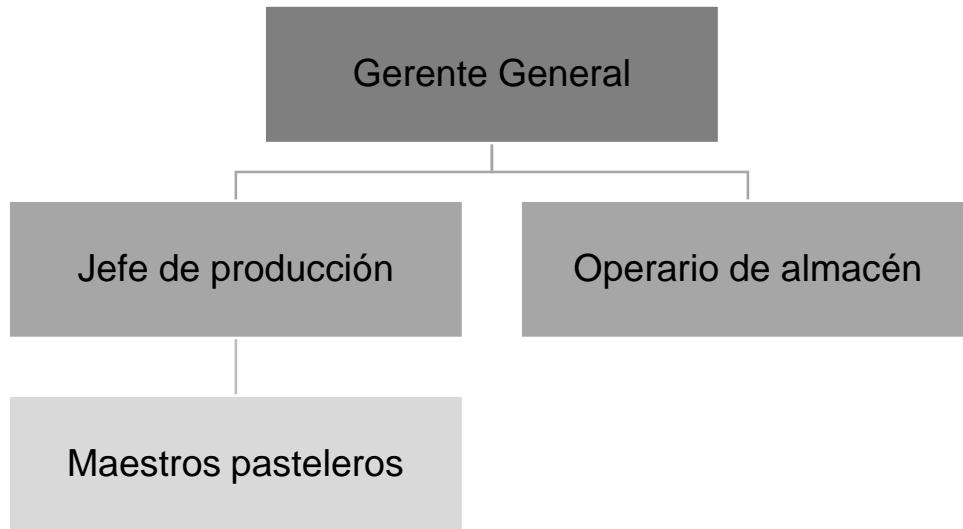 Gerente General
Jefe de producción
Operario de almacén
Maestros pasteleros